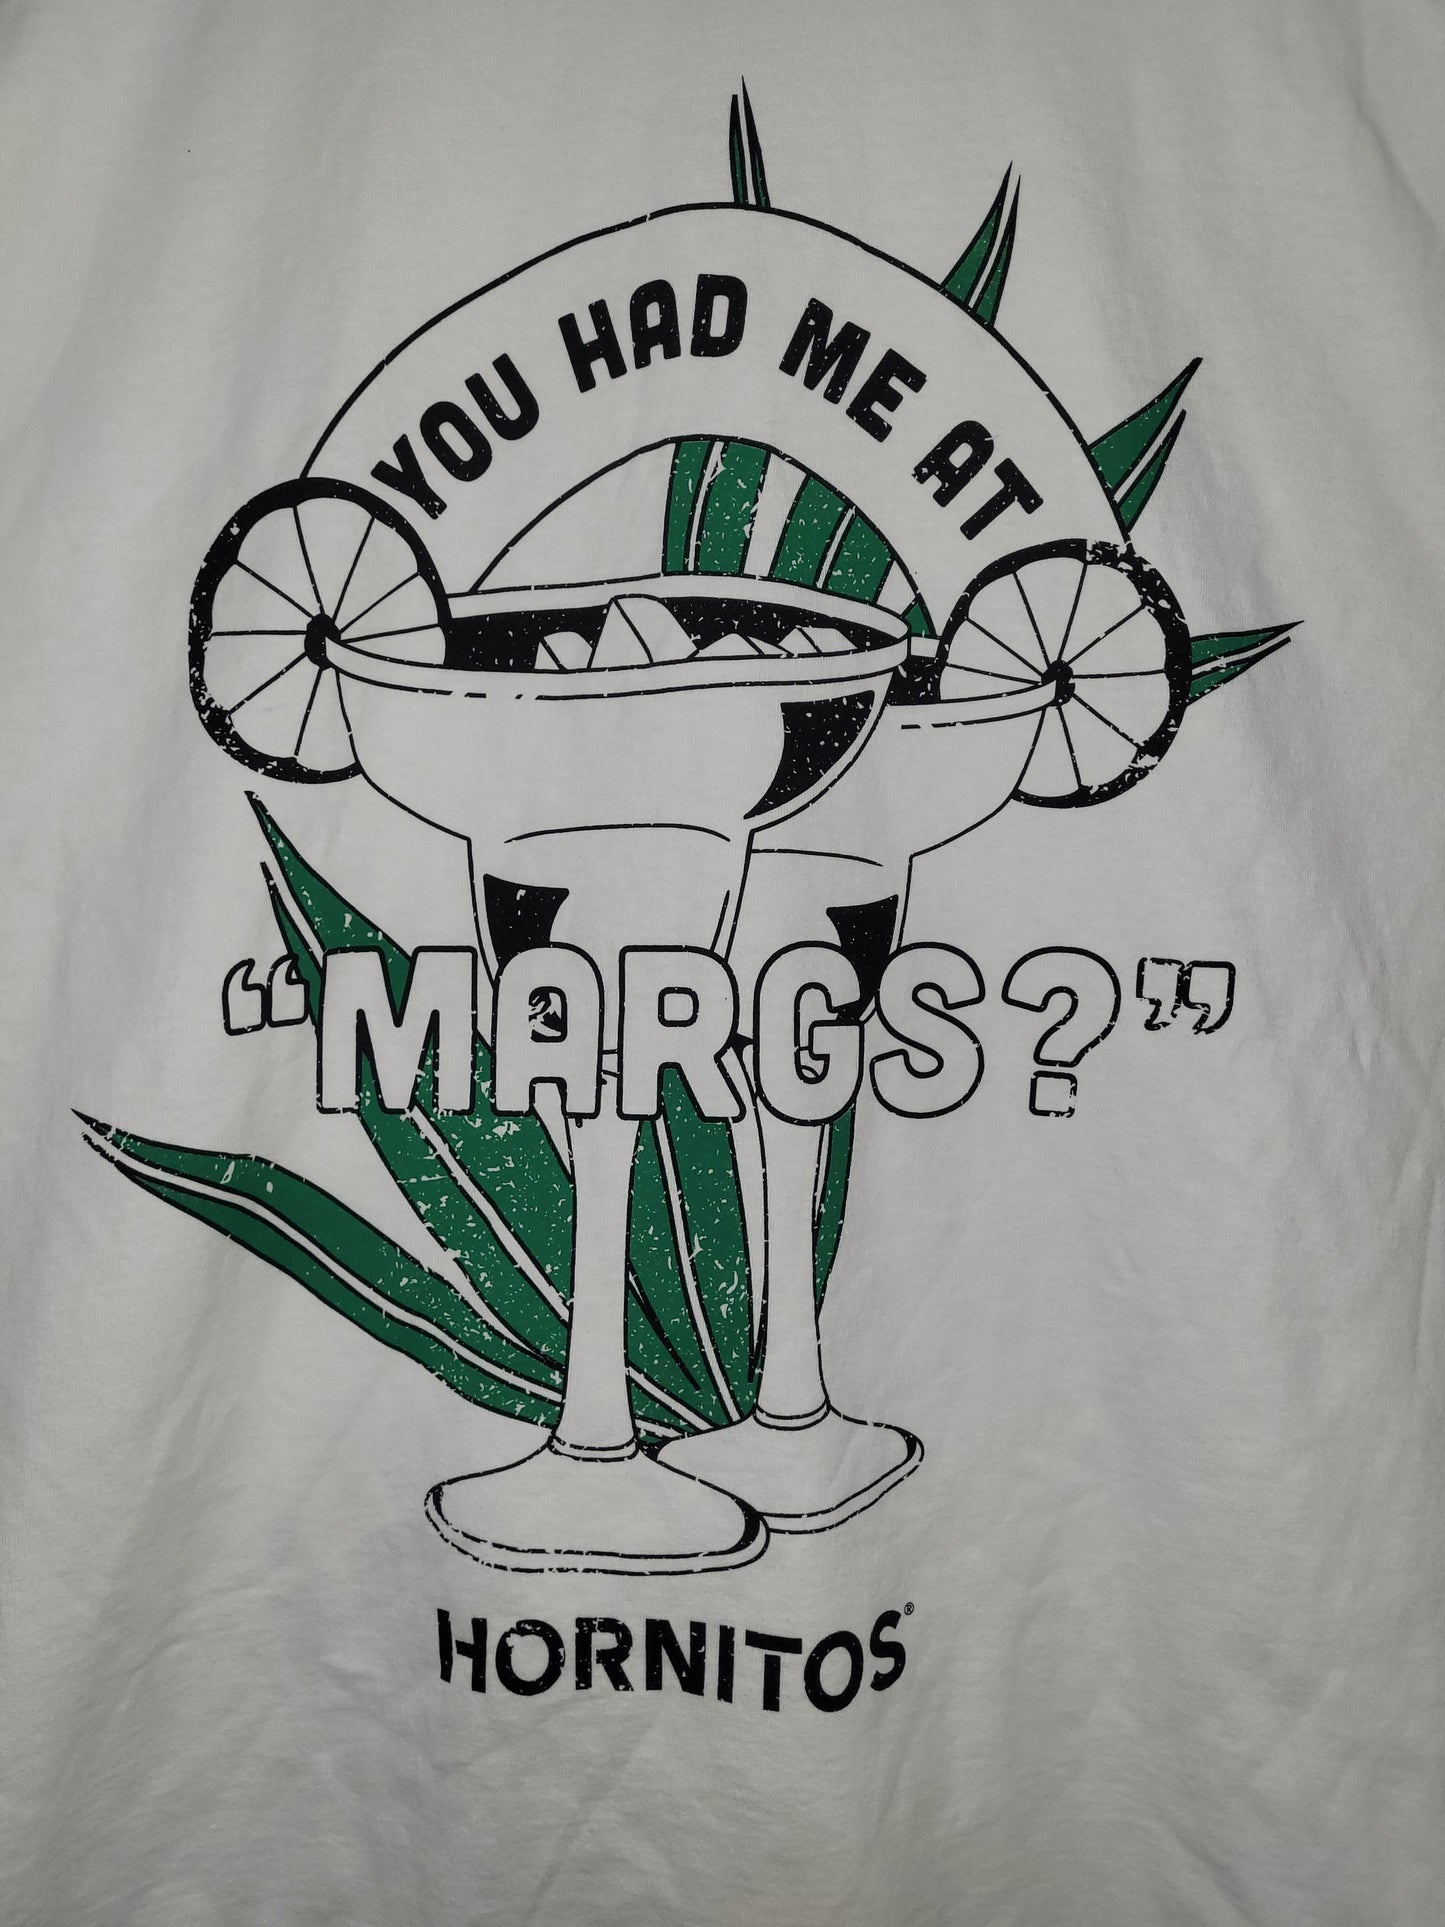 YOU HAD ME AT
“MARGS?”
HORNITOS®